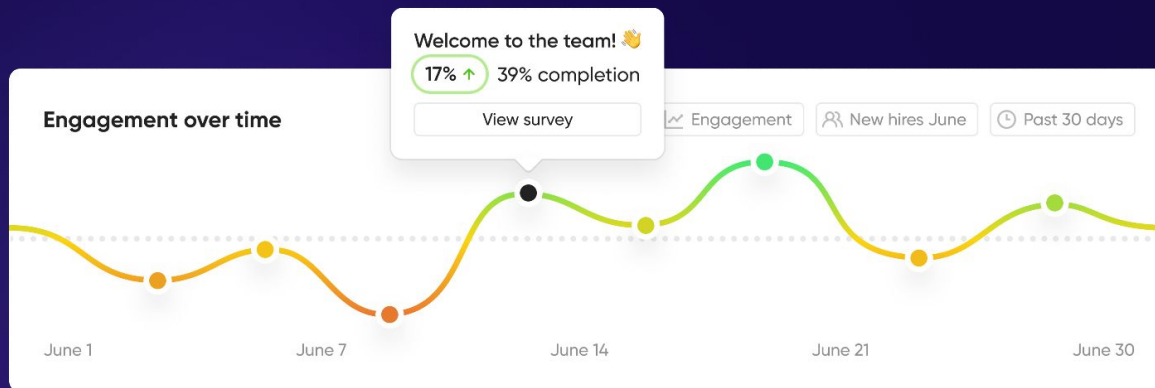 Welcome to the team! 👋
17% ↑ 39% completion
View survey
Engagement over time
Engagement
New hires June
Past 30 days
June 1
June 7
June 14
June 21
June 30